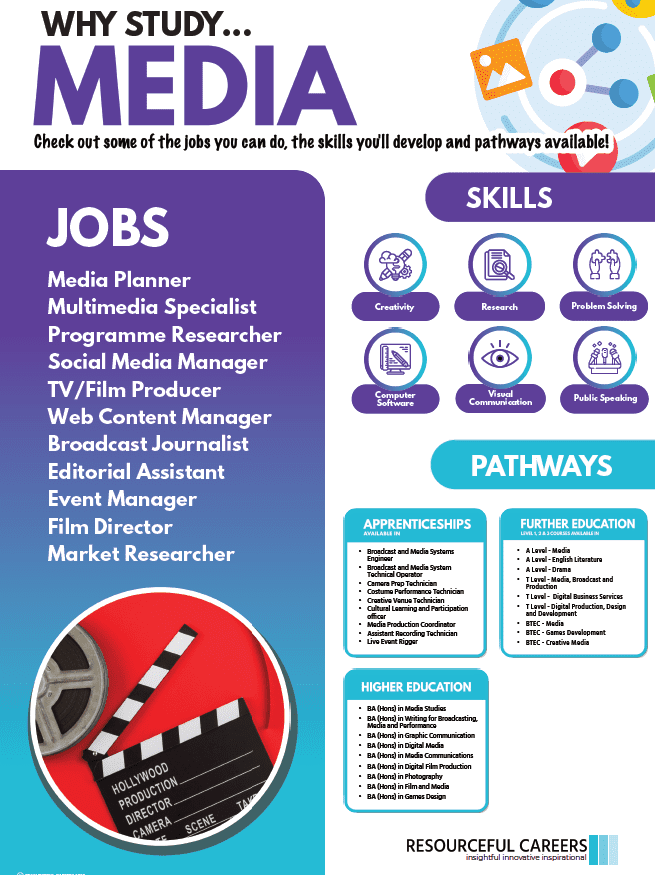 WHY STUDY...
MEDIA
Check out some of the jobs you can do, the skills you'll develop and pathways available!
JOBS
Media Planner
Multimedia Specialist
Programme Researcher
Social Media Manager
TV/Film Producer
Web Content Manager
Broadcast Journalist
Editorial Assistant
Event Manager
Film Director
Market Researcher
HOLLYWOOD
PRODUCTION
DIRECTOR
CAMERA
SCENE
SKILLS
Creativity
Research
Problem Solving
Computer
Software
Visual
Communication
Public Speaking
PATHWAYS
APPRENTICESHIPS
AVAILABLE IN
• Broadcast and Media Systems
Engineer
• Broadcast and Media System
Technical Operator
• Camera Prep Technician
• Costume Performance Technician
• Creative Venue Technician
• Cultural Learning and Participation
officer
• Media Production Coordinator
• Assistant Recording Technician
• Live Event Rigger
FURTHER EDUCATION
LEVEL 1, 2 & 3 COURSES AVAILABLE IN
• A Level - Media
• A Level - English Literature
• A Level - Drama
• T Level - Media, Broadcast and
Production
• T Level - Digital Business Services
• T Level - Digital Production, Design
and Development
• BTEC - Media
• BTEC - Games Development
• BTEC - Creative Media
HIGHER EDUCATION
• BA (Hons) in Media Studies
• BA (Hons) in Writing for Broadcasting,
Media and Performance
• BA (Hons) in Graphic Communication
• BA (Hons) in Digital Media
• BA (Hons) in Media Communications
• BA (Hons) in Digital Film Production
• BA (Hons) in Photography
• BA (Hons) in Film and Media
• BA (Hons) in Games Design
RESOURCEFUL CAREERS
insightful innovative inspirational